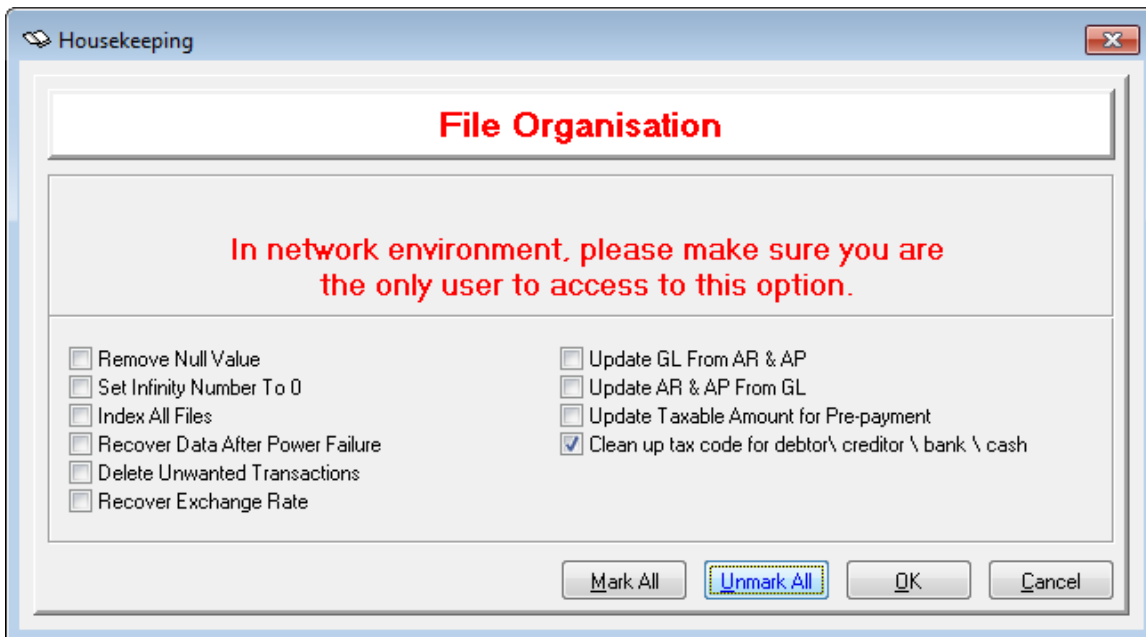 Housekeeping
File Organisation
In network environment, please make sure you are
the only user to access to this option.
Remove Null Value
Set Infinity Number To 0
Index All Files
Recover Data After Power Failure
Delete Unwanted Transactions
Recover Exchange Rate
Update GL From AR & AP
Update AR & AP From GL
Update Taxable Amount for Pre-payment
Clean up tax code for debtor\ creditor \ bank \ cash
Mark All Unmark All OK Cancel